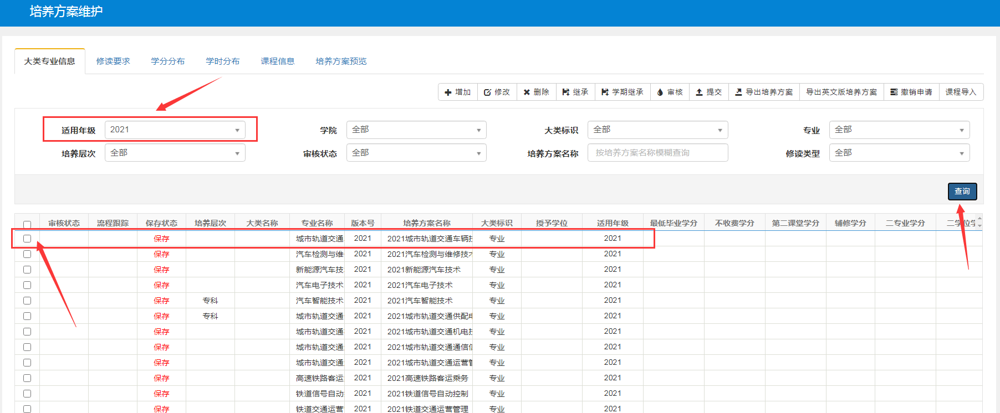 培养方案维护
大类专业信息 修读要求 学分分布 学时分布 课程信息 培养方案预览
增加 修改 删除 继承 学期继承 审核 提交 导出培养方案 导出英文版培养方案 撤销申请 课程导入
适用年级 2021 学院 全部 大类标识 全部 专业 全部
培养层次 全部 审核状态 全部 培养方案名称 按培养方案名称模糊查询 修读类型 全部
查询
审核状态 流程跟踪 保存状态 培养层次 大类名称 专业名称 版本号 培养方案名称 大类标识 授予学位 适用年级 最低毕业学分 不收费学分 第二课堂学分 辅修学分 二专业学分 二学位学
保存 城市轨道交通 2021 2021城市轨道交通车辆技 专业 2021
保存 汽车检测与维 2021 2021汽车检测与维修技术 专业 2021
保存 新能源汽车技 2021 2021新能源汽车技术 专业 2021
保存 汽车电子技术 2021 2021汽车电子技术 专业 2021
保存 专科 汽车智能技术 2021 2021汽车智能技术 专业 2021
保存 专科 城市轨道交通 2021 2021城市轨道交通供配电 专业 2021
保存 城市轨道交通 2021 2021城市轨道交通机电技 专业 2021
保存 城市轨道交通 2021 2021城市轨道交通通信信 专业 2021
保存 城市轨道交通 2021 2021城市轨道交通运营管 专业 2021
保存 高速铁路客运 2021 2021高速铁路客运乘务 专业 2021
保存 铁道信号自动 2021 2021铁道信号自动控制 专业 2021
保存 铁道交通运营 2021 2021铁道交通运营管理 专业 2021